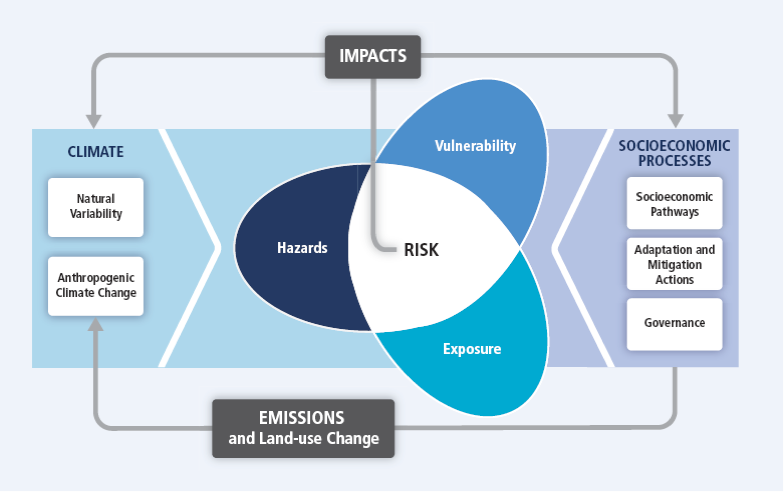 IMPACTS
CLIMATE
Natural
Variability
Anthropogenic
Climate Change
Vulnerability
Hazards
RISK
Exposure
SOCIOECONOMIC
PROCESSES
Socioeconomic
Pathways
Adaptation and
Mitigation
Actions
Governance
EMISSIONS
and Land-use Change